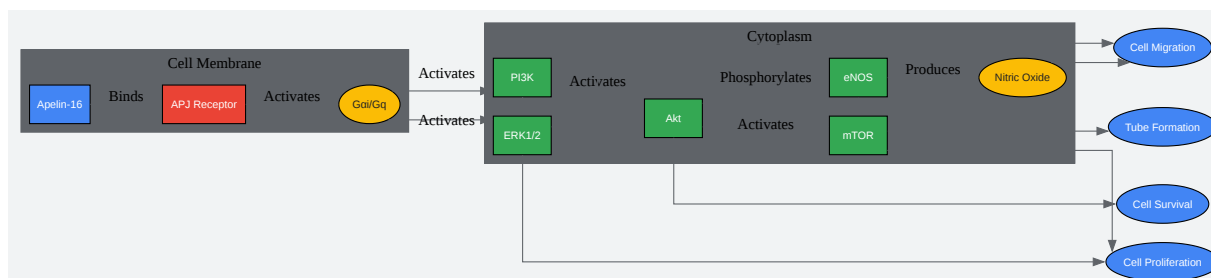 Cell Membrane
Apelin-16
Binds
APJ Receptor
Activates
Gαi/Gq
Activates
Activates
Cytoplasm
PI3K
Activates
ERK1/2
Akt
Phosphorylates
Activates
eNOS
mTOR
Produces
Nitric Oxide
Cell Migration
Tube Formation
Cell Survival
Cell Proliferation